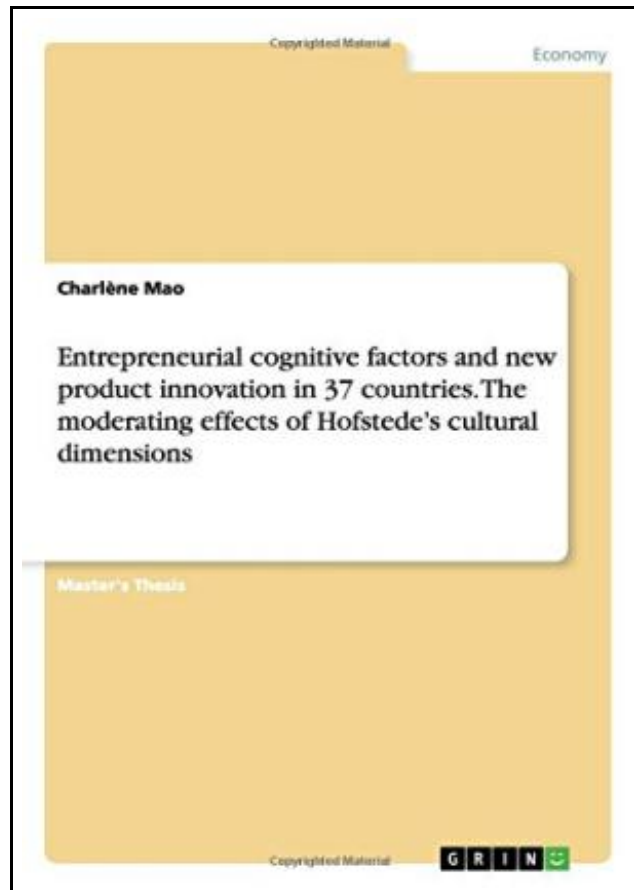 Copyrighted Material
Economy
Charlène Mao
Entrepreneurial cognitive factors and new
product innovation in 37 countries. The
moderating effects of Hofstede's cultural
dimensions
Master's Thesis
Copyrighted Material
GRIN